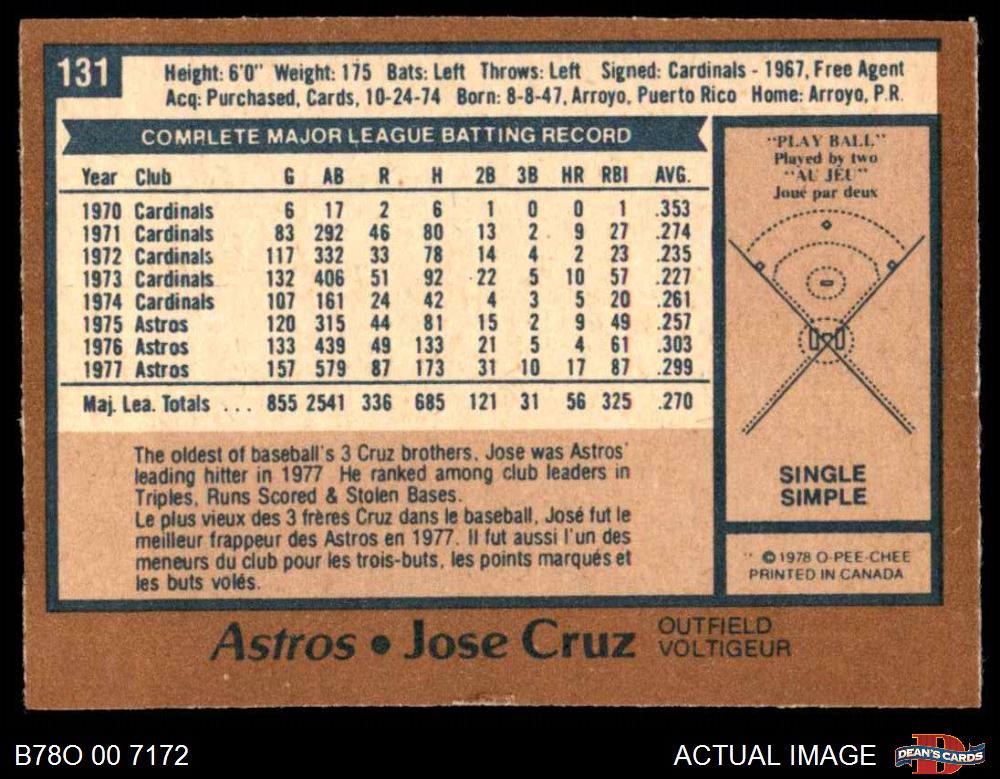 131
Height: 6'0" Weight: 175 Bats: Left Throws: Left Signed: Cardinals - 1967, Free Agent
Acq: Purchased, Cards, 10-24-74 Born: 8-8-47, Arroyo, Puerto Rico Home: Arroyo, P.R.
COMPLETE MAJOR LEAGUE BATTING RECORD
Year Club G AB R H 2B 3B HR RBI AVG.
1970 Cardinals 6 17 2 6 1 0 0 1 .353
1971 Cardinals 83 292 46 80 13 2 9 27 .274
1972 Cardinals 117 332 33 78 14 4 2 23 .235
1973 Cardinals 132 406 51 92 22 5 10 57 .227
1974 Cardinals 107 161 24 42 4 3 5 20 .261
1975 Astros 120 315 44 81 15 2 9 49 .257
1976 Astros 133 439 49 133 21 5 4 61 .303
1977 Astros 157 579 87 173 31 10 17 87 .299
Maj. Lea. Totals ... 855 2541 336 685 121 31 56 325 .270
The oldest of baseball's 3 Cruz brothers, Jose was Astros'
leading hitter in 1977 He ranked among club leaders in
Triples, Runs Scored & Stolen Bases.
Le plus vieux des 3 frères Cruz dans le baseball, José fut le
meilleur frappeur des Astros en 1977. Il fut aussi l'un des
meneurs du club pour les trois-buts, les points marqués et
les buts volés.
"PLAY BALL"
Played by two
"AU JEU"
Joué par deux
SINGLE
SIMPLE
©1978 O-PEE-CHEE
PRINTED IN CANADA
Astros • Jose Cruz OUTFIELD
VOLTIGEUR
B78O 00 7172
ACTUAL IMAGE
DEAN'S CARDS